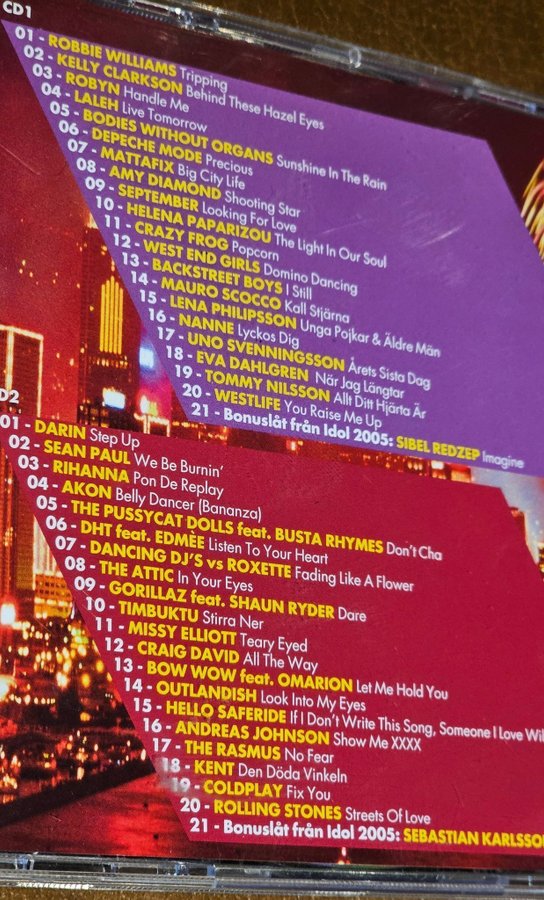 CD1
01 - ROBBIE WILLIAMS Tripping
02 - KELLY CLARKSON Behind These Hazel Eyes
03 - ROBYN Handle Me
04 - LALEH Live Tomorrow
05 - BODIES WITHOUT ORGANS Sunshine In The Rain
06 - DEPECHE MODE Precious
07 - MATTAFIX Big City Life
08 - AMY DIAMOND Shooting Star
09 - SEPTEMBER Looking For Love
10 - HELENA PAPARIZOU The Light In Our Soul
11 - CRAZY FROG Popcorn
12 - WEST END GIRLS Domino Dancing
13 - BACKSTREET BOYS I Still
14 - MAURO SCOCCO Kall Stjärna
15 - LENA PHILIPSSON Unga Pojkar & Äldre Män
16 - NANNE Lyckos Dig
17 - UNO SVENNINGSSON Årets Sista Dag
18 - EVA DAHLGREN När Jag Längtar
19 - TOMMY NILSSON Allt Ditt Hjärta Är
20 - WESTLIFE You Raise Me Up
21 - Bonuslåt från Idol 2005: SIBEL REDZEP Imagine
D2
01 - DARIN Step Up
02 - SEAN PAUL We Be Burnin'
03 - RIHANNA Pon De Replay
04 - AKON Belly Dancer (Bananza)
05 - THE PUSSYCAT DOLLS feat. BUSTA RHYMES Don't Cha
06 - DHT feat. EDMÈE Listen To Your Heart
07 - DANCING DJ'S vs ROXETTE Fading Like A Flower
08 - THE ATTIC In Your Eyes
09 - GORILLAZ feat. SHAUN RYDER Dare
10 - TIMBUKTU Stirra Ner
11 - MISSY ELLIOTT Teary Eyed
12 - CRAIG DAVID All The Way
13 - BOW WOW feat. OMARION Let Me Hold You
14 - OUTLANDISH Look Into My Eyes
15 - HELLO SAFERIDE If I Don't Write This Song, Someone I Love Wil
16 - ANDREAS JOHNSON Show Me XXXX
17 - THE RASMUS No Fear
18 - KENT Den Döda Vinkeln
19 - COLDPLAY Fix You
20 - ROLLING STONES Streets Of Love
21 - Bonuslåt från Idol 2005: SEBASTIAN KARLSSO